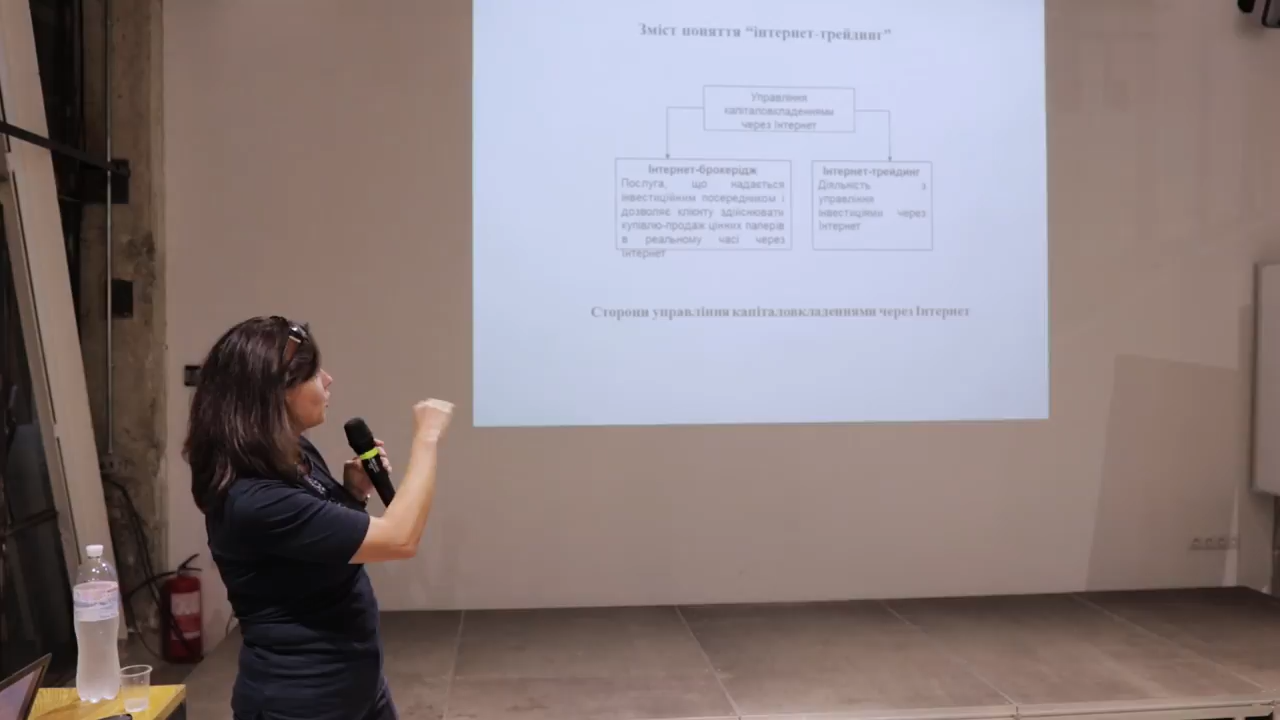 Зміст поняття “інтернет-трейдинг”
Управління
капіталовкладеннями
через Інтернет
Інтернет-брокерідж
Послуга, що надається
інвестиційним посередником і
дозволяє клієнту здійснювати
купівлю-продаж цінних паперів
в реальному часі через
Інтернет
Інтернет-трейдинг
Діяльність з
управління
інвестиціями через
Інтернет
Сторони управління капіталовкладеннями через Інтернет